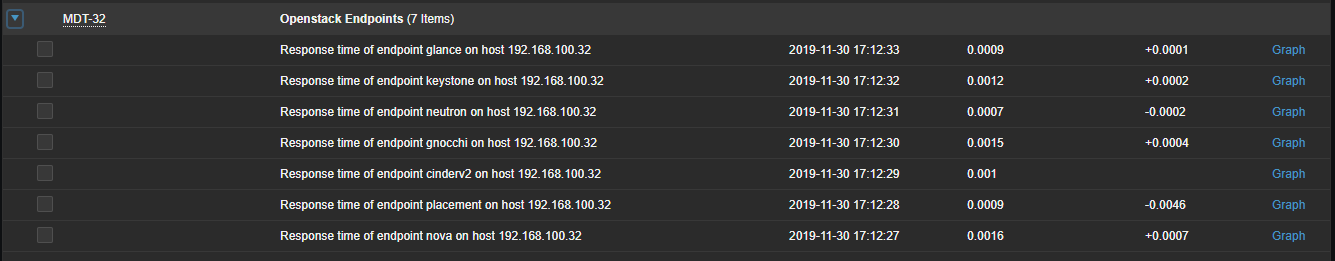 MDT-32 Openstack Endpoints (7 Items)
Response time of endpoint glance on host 192.168.100.32 2019-11-30 17:12:33 0.0009 +0.0001 Graph
Response time of endpoint keystone on host 192.168.100.32 2019-11-30 17:12:32 0.0012 +0.0002 Graph
Response time of endpoint neutron on host 192.168.100.32 2019-11-30 17:12:31 0.0007 -0.0002 Graph
Response time of endpoint gnocchi on host 192.168.100.32 2019-11-30 17:12:30 0.0015 +0.0004 Graph
Response time of endpoint cinderv2 on host 192.168.100.32 2019-11-30 17:12:29 0.001 Graph
Response time of endpoint placement on host 192.168.100.32 2019-11-30 17:12:28 0.0009 -0.0046 Graph
Response time of endpoint nova on host 192.168.100.32 2019-11-30 17:12:27 0.0016 +0.0007 Graph